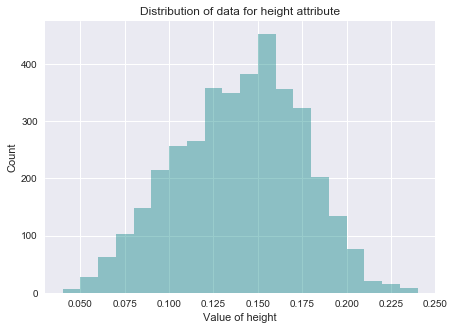 Distribution of data for height attribute
Count
400
300
200
100
0
0.050 0.075 0.100 0.125 0.150 0.175 0.200 0.225 0.250
Value of height